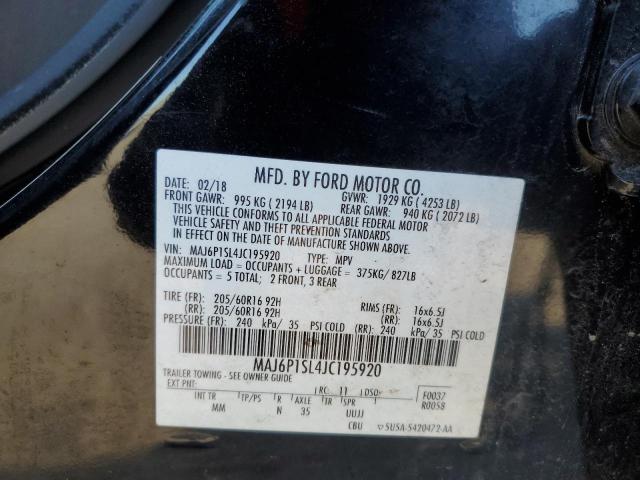 MFD. BY FORD MOTOR CO.
DATE: 02/18 GVWR: 1929 KG ( 4253 LB)
FRONT GAWR: 995 KG ( 2194 LB) REAR GAWR: 940 KG ( 2072 LB)
THIS VEHICLE CONFORMS TO ALL APPLICABLE FEDERAL MOTOR
VEHICLE SAFETY AND THEFT PREVENTION STANDARDS
IN EFFECT ON THE DATE OF MANUFACTURE SHOWN ABOVE.
VIN: MAJ6P1SL4JC195920 TYPE: MPV
MAXIMUM LOAD = OCCUPANTS + LUGGAGE = 375KG/ 827LB
OCCUPANTS = 5 TOTAL; 2 FRONT, 3 REAR
TIRE (FR): 205/60R16 92H RIMS (FR): 16x6.5J
(RR): 205/60R16 92H (RR): 16x6.5J
PRESSURE (FR): 240 kPa/ 35 PSI COLD (RR): 240 kPa/ 35 PSI COLD
MAJ6P1SL4JC195920
TRAILER TOWING - SEE OWNER GUIDE
EXT PNT: RC: 11 DSO: F0037
INT TR TP/PS R AXLE TR SPR R0058
MM N 35 UUJJ
CBU 5U5A-5420472-AA